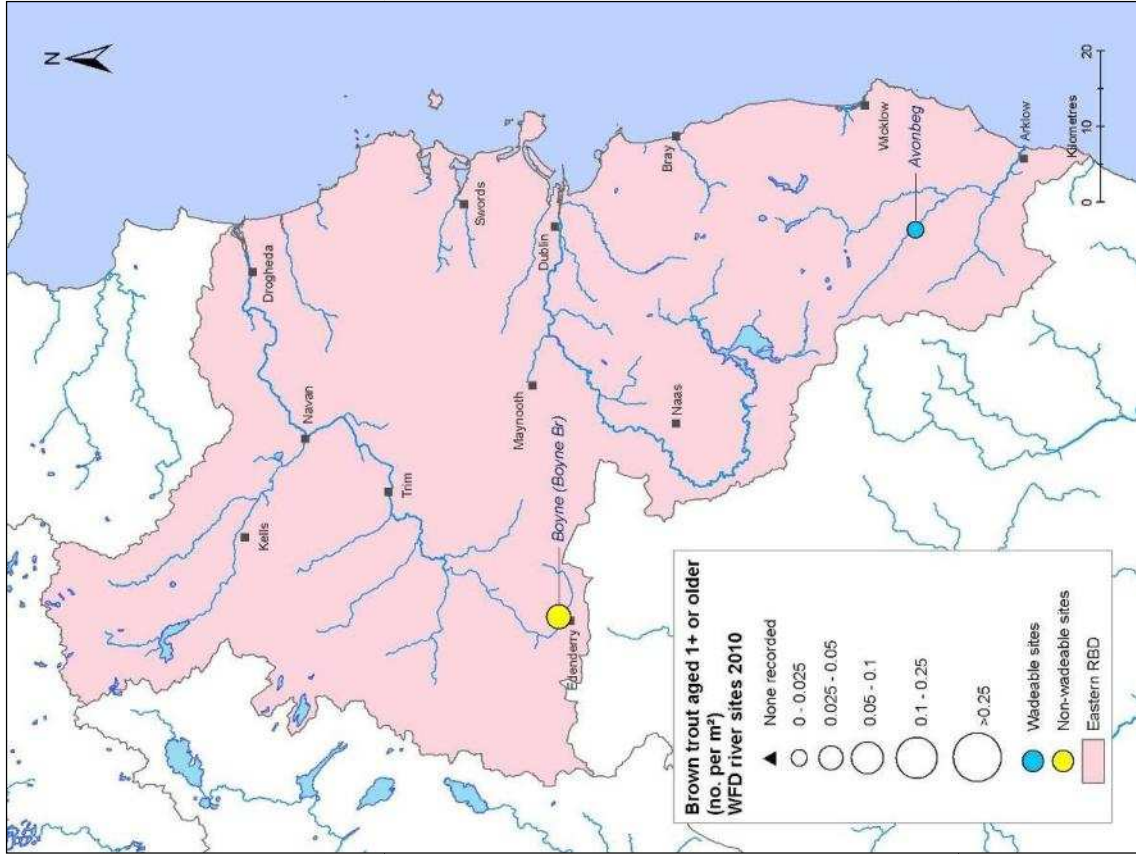 N
Drogheda
Navan
Kells
Trim
Swords
Dublin
Maynooth
Boyne (Boyne Br)
Edenderry
Naas
Bray
Wicklow
Avonbeg
Arklow
0 10 20
Kilometres
Brown trout aged 1+ or older
(no. per m²)
WFD river sites 2010
None recorded
0 - 0.025
0.025 - 0.05
0.05 - 0.1
0.1 - 0.25
>0.25
Wadeable sites
Non-wadeable sites
Eastern RBD